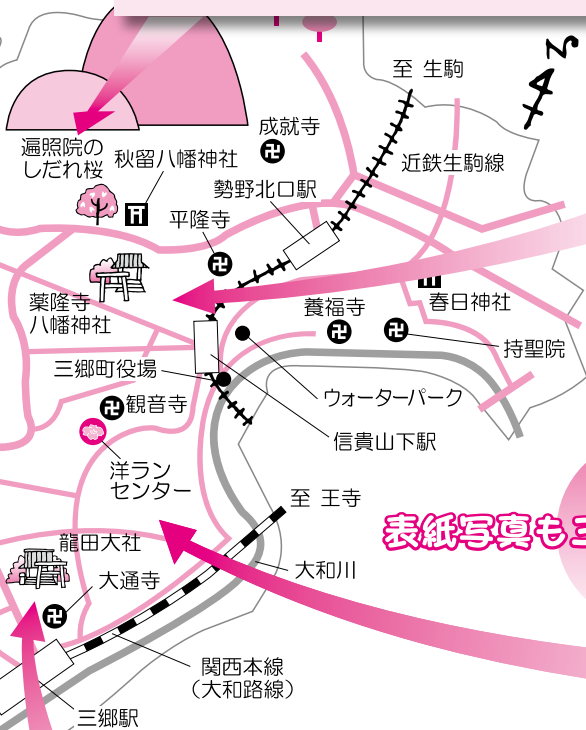 至 生駒
成就寺
遍照院の
しだれ桜
秋留八幡神社
近鉄生駒線
勢野北口駅
平隆寺
薬隆寺
八幡神社
養福寺
春日神社
持聖院
三郷町役場
ウォーターパーク
観音寺
信貴山下駅
洋ラン
センター
至 王寺
表紙写真も三
龍田大社
大和川
大通寺
関西本線
（大和路線）
三郷駅